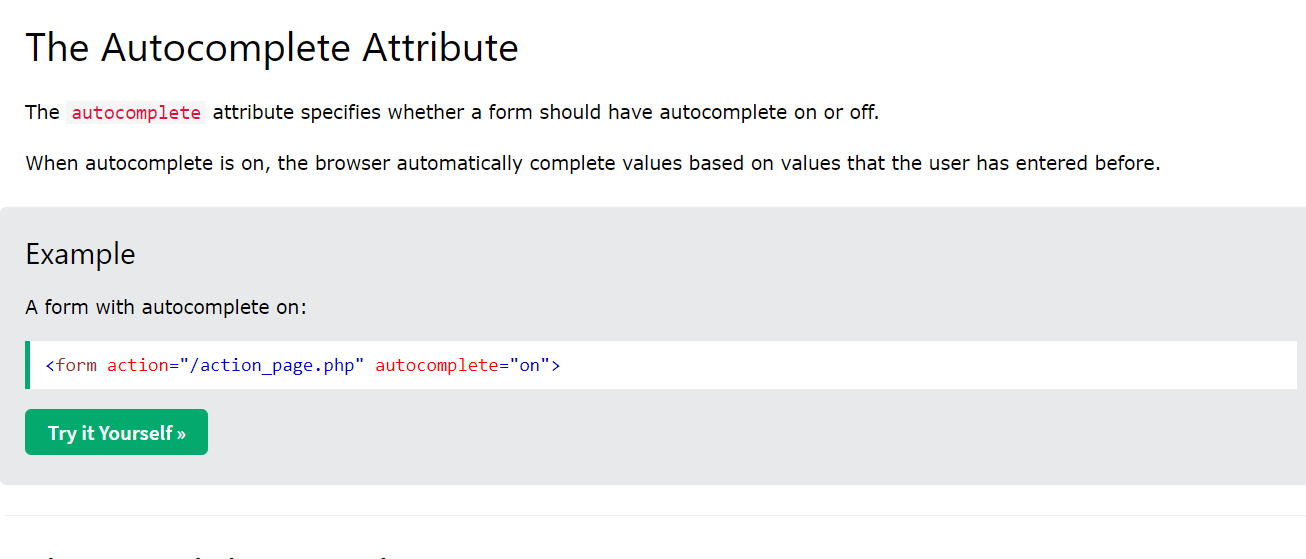 The Autocomplete Attribute
The autocomplete attribute specifies whether a form should have autocomplete on or off.
When autocomplete is on, the browser automatically complete values based on values that the user has entered before.
Example
A form with autocomplete on:
<form action="/action_page.php" autocomplete="on">
Try it Yourself »